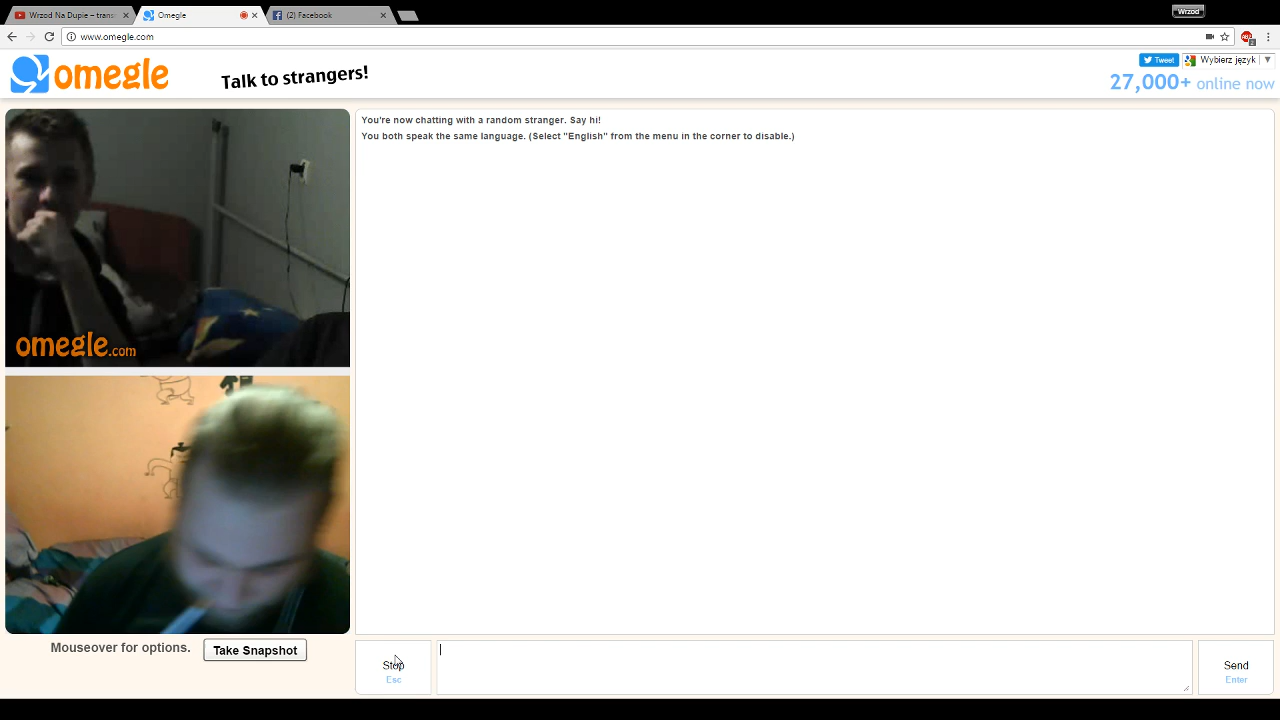 Wrzod Na Dupie – transm
Omegle
(2) Facebook
Wrzod
www.omegle.com
omegle
Talk to strangers!
Tweet
Wybierz język
27,000+ online now
You're now chatting with a random stranger. Say hi!
You both speak the same language. (Select "English" from the menu in the corner to disable.)
omegle.com
Mouseover for options.
Take Snapshot
Stop
Esc
Send
Enter